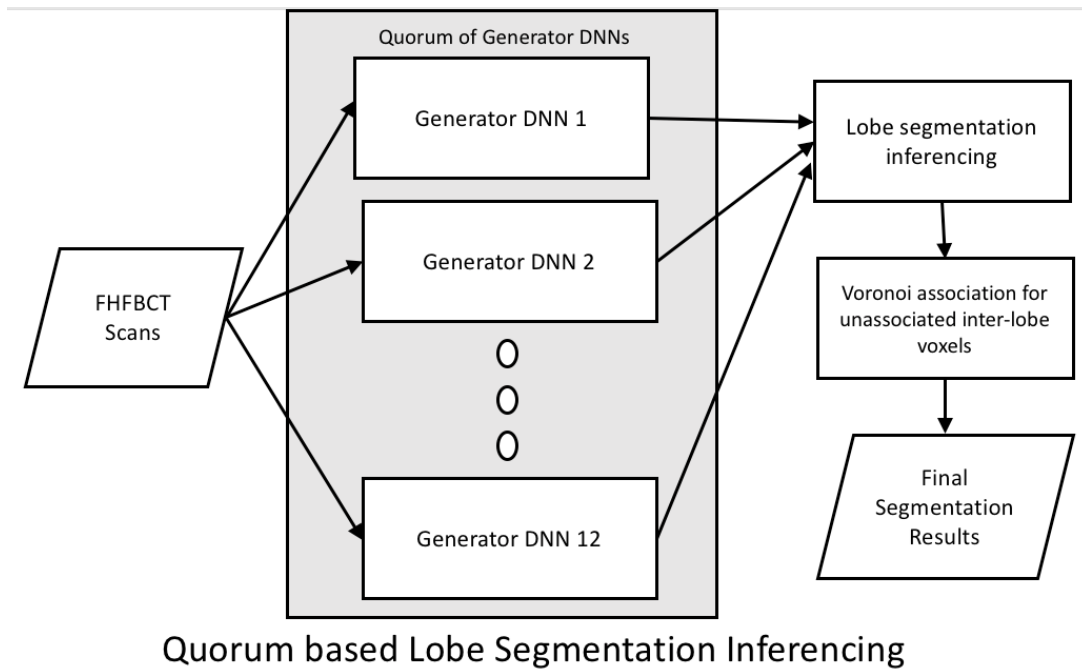 Quorum of Generator DNNs
Generator DNN 1
Generator DNN 2
Generator DNN 12
FHFBCT
Scans
Lobe segmentation
inferencing
Voronoi association for
unassociated inter-lobe
voxels
Final
Segmentation
Results
Quorum based Lobe Segmentation Inferencing